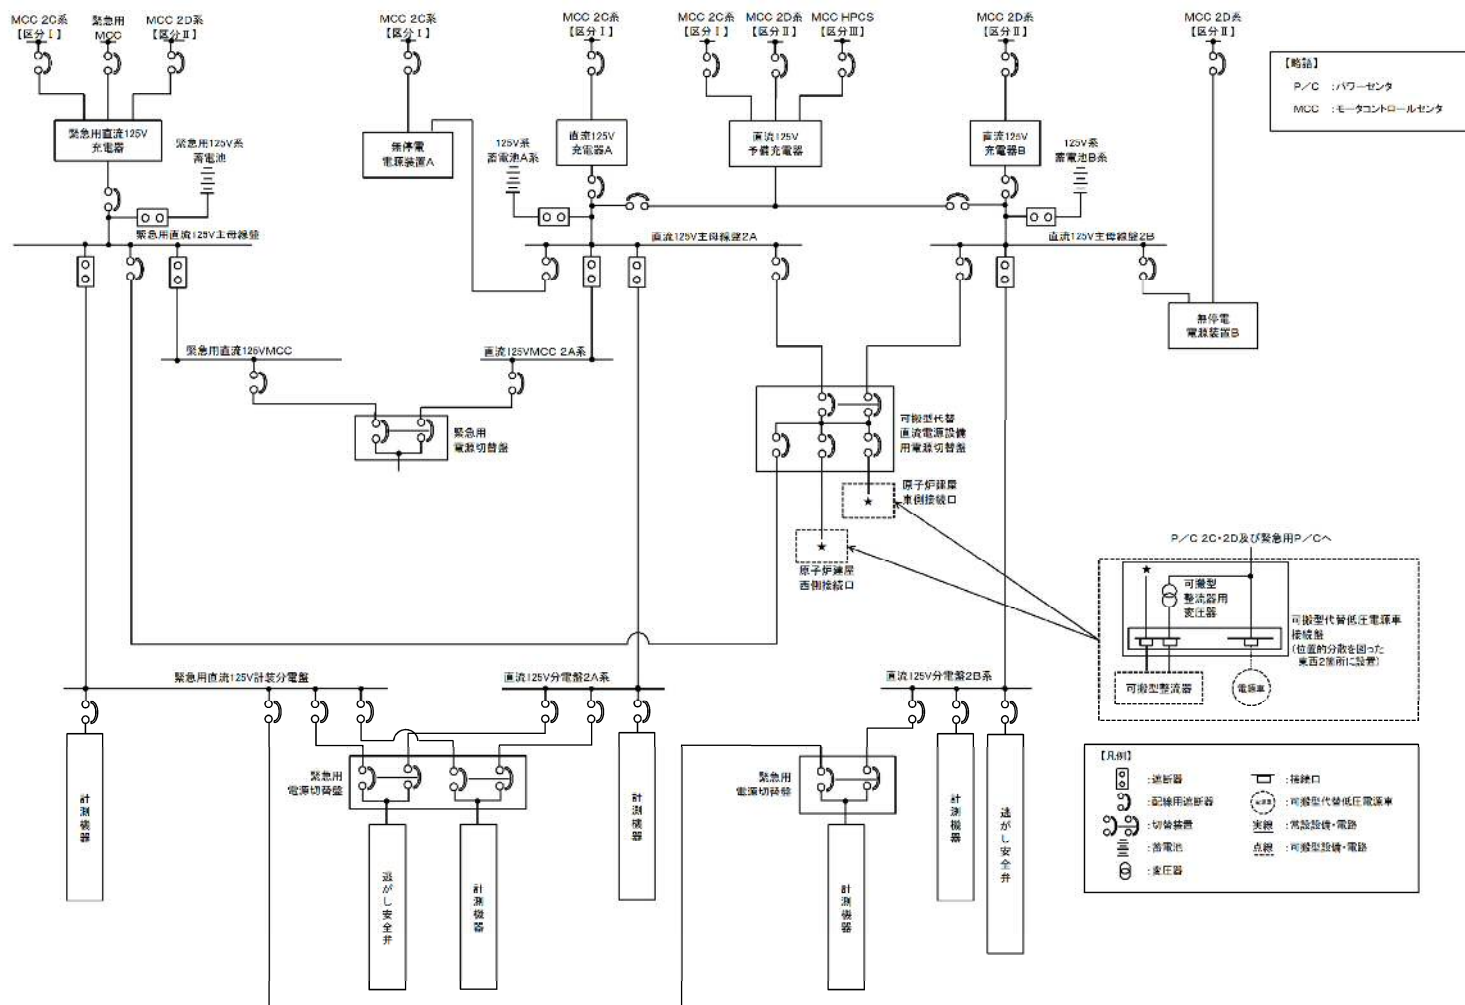 MCC 2C系
【区分Ⅰ】
緊急用
MCC
MCC 2D系
【区分Ⅱ】
MCC 2C系
【区分Ⅰ】
MCC 2C系
【区分Ⅰ】
MCC 2C系
【区分Ⅰ】
MCC 2D系
【区分Ⅱ】
MCC HPCS
【区分Ⅲ】
MCC 2D系
【区分Ⅱ】
MCC 2D系
【区分Ⅱ】
【略語】
P/C :パワーセンタ
MCC :モータコントロールセンタ
緊急用直流125V
充電器
緊急用125V系
蓄電池
無停電
電源装置A
125V系
蓄電池A系
直流125V
充電器A
直流125V
予備充電器
直流125V
充電器B
125V系
蓄電池B系
緊急用直流125V主母線盤
直流125V主母線盤2A
直流125V主母線盤2B
無停電
電源装置B
緊急用直流125VMCC
直流125VMCC 2A系
緊急用
電源切替盤
可搬型代替
直流電源設備
用電源切替盤
原子炉建屋
東側接続口
★
★
原子炉建屋
西側接続口
P/C 2C・2D及び緊急用P/Cへ
★
可搬型
整流器用
変圧器
可搬型代替低圧電源車
接続盤
(位置的分散を図った
東西2箇所に設置)
可搬型整流器
電源車
緊急用直流125V計装分電盤
直流125V分電盤2A系
直流125V分電盤2B系
緊急用
電源切替盤
緊急用
電源切替盤
計測機器
逃がし安全弁
計測機器
計測機器
計測機器
計測機器
逃がし安全弁
【凡例】
:遮断器
:配線用遮断器
:切替装置
:蓄電池
:変圧器
:接続口
電源車
:可搬型代替低圧電源車
実線 :常設設備・電路
点線 :可搬型設備・電路